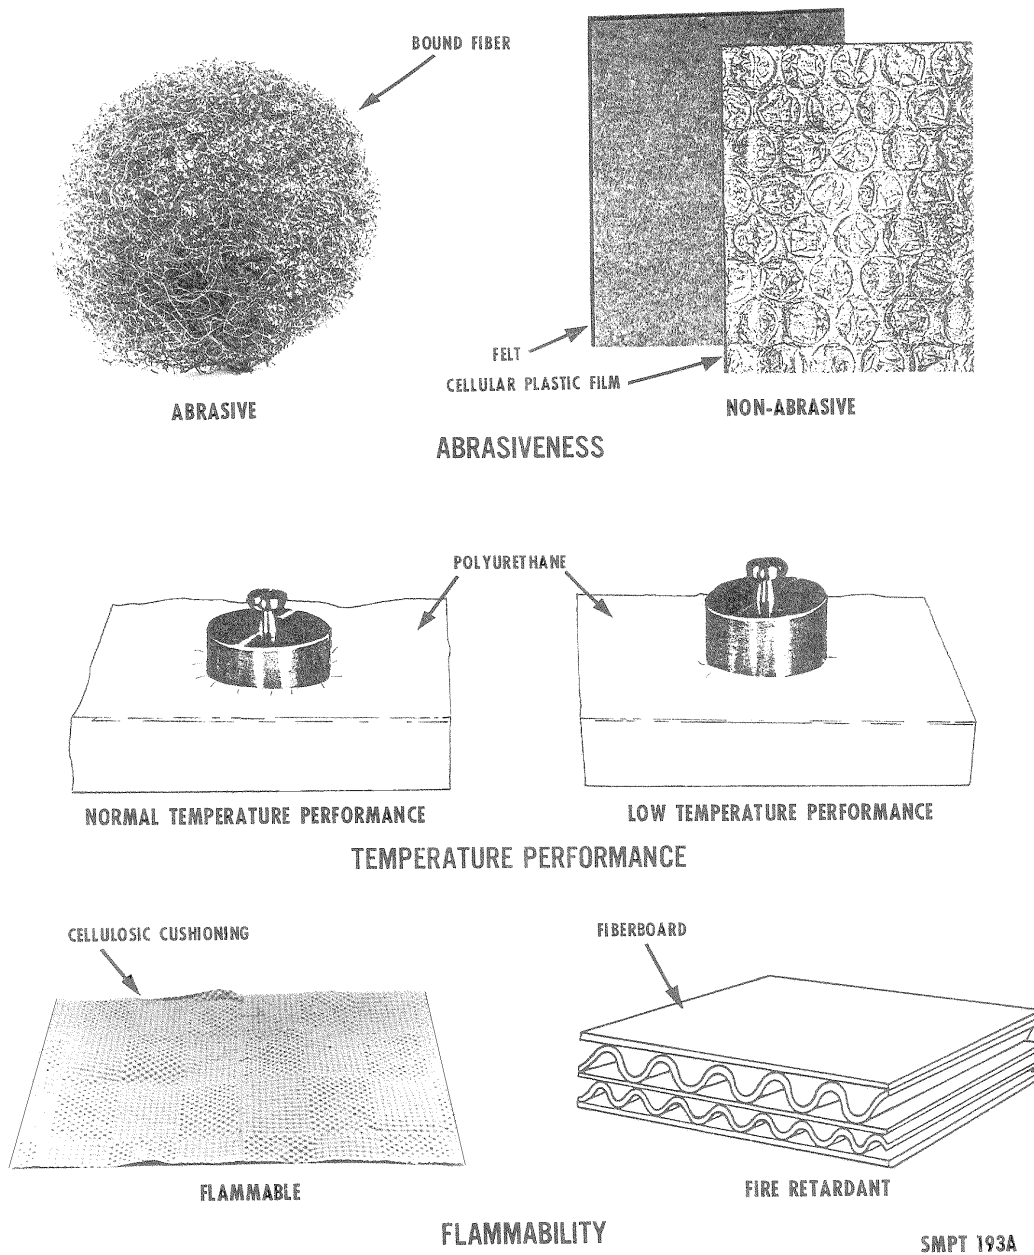 BOUND FIBER
FELT
CELLULAR PLASTIC FILM
ABRASIVE
NON-ABRASIVE
ABRASIVENESS
POLYURETHANE
NORMAL TEMPERATURE PERFORMANCE
LOW TEMPERATURE PERFORMANCE
TEMPERATURE PERFORMANCE
CELLULOSIC CUSHIONING
FIBERBOARD
FLAMMABLE
FIRE RETARDANT
FLAMMABILITY
SMPT 193A